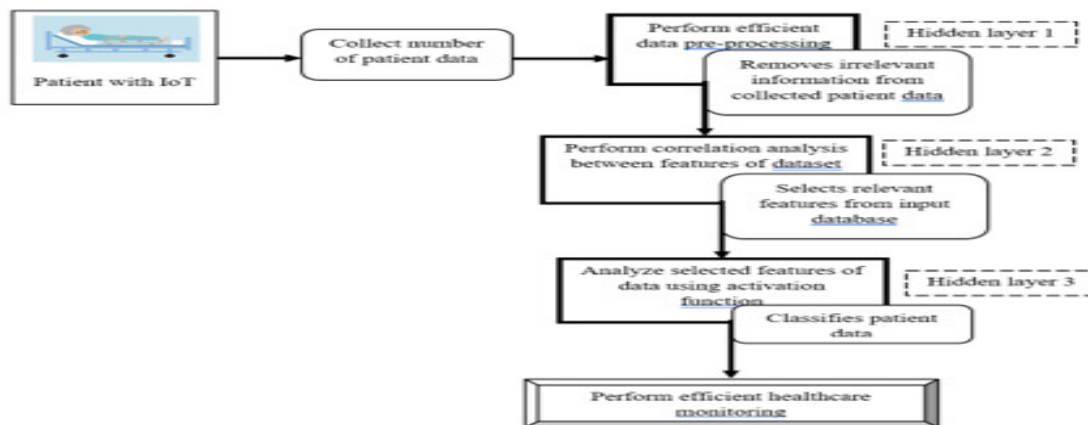 Patient with IoT
Collect number
of patient data
Perform efficient
data pre-processing
Hidden layer 1
Removes irrelevant
information from
collected patient data
Perform correlation analysis
between features of dataset
Hidden layer 2
Selects relevant
features from input
database
Analyze selected features of
data using activation
function
Hidden layer 3
Classifies patient
data
Perform efficient healthcare
monitoring